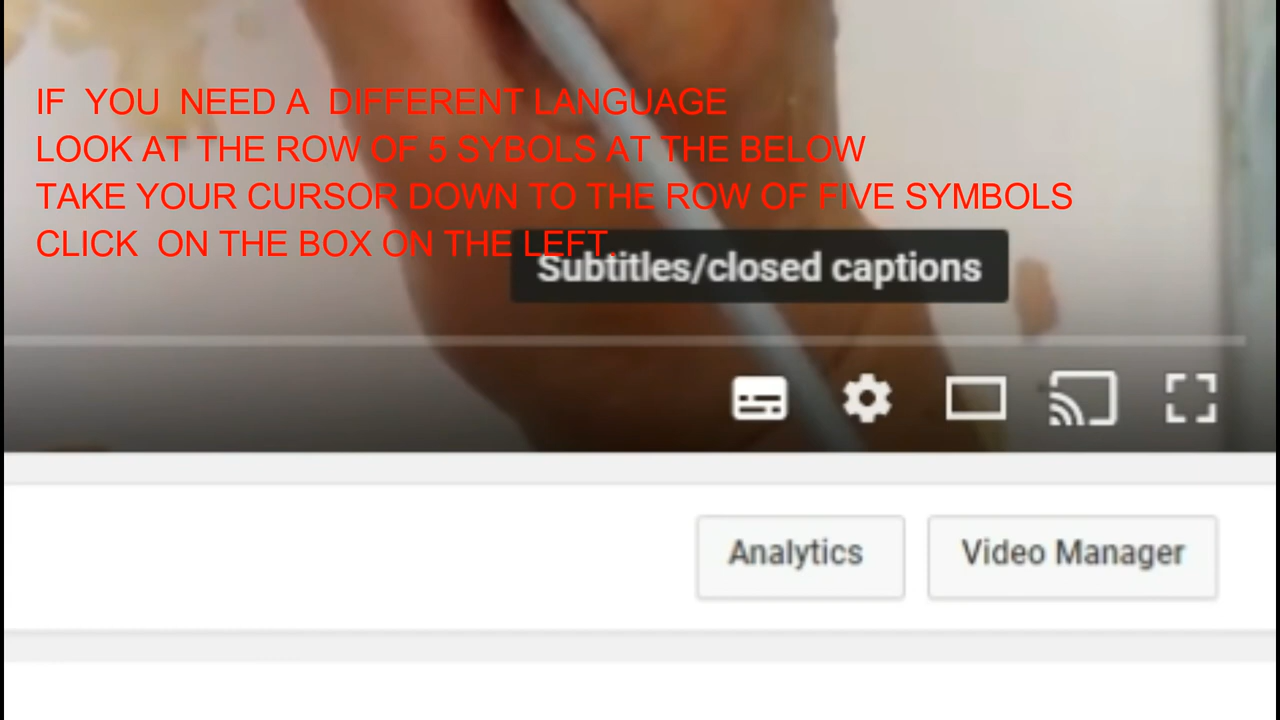 IF YOU NEED A DIFFERENT LANGUAGE
LOOK AT THE ROW OF 5 SYBOLS AT THE BELOW
TAKE YOUR CURSOR DOWN TO THE ROW OF FIVE SYMBOLS
CLICK ON THE BOX ON THE LEFT.
Subtitles/closed captions
Analytics
Video Manager